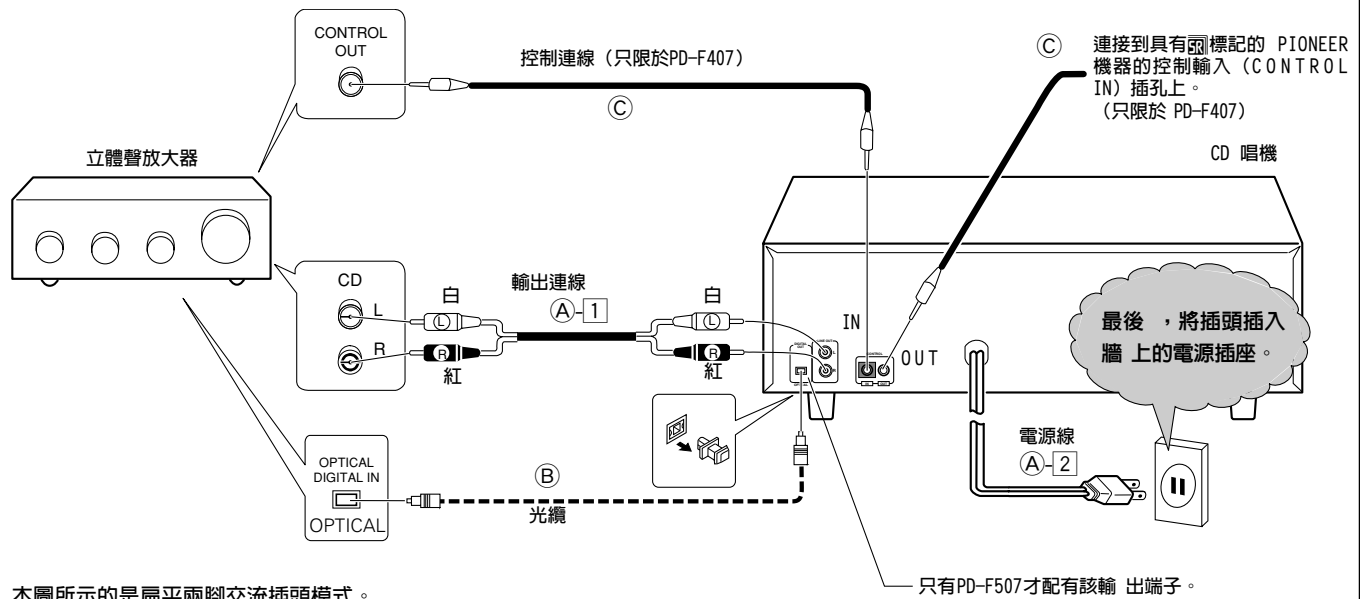 CONTROL
OUT
控制連線（只限於PD-F407）
Ⓒ
Ⓒ
連接到具有SR標記的 PIONEER
機器的控制輸入（CONTROL
IN）插孔上。
（只限於 PD-F407）
立體聲放大器
CD 唱機
CD
L
R
白
Ⓛ
Ⓡ
紅
輸出連線
Ⓐ-1
白
Ⓛ
Ⓡ
紅
IN
OUT
DIGITAL
OUT
LINE OUT
L
R
CONTROL
最後 ，將插頭插入
牆 上的電源插座。
電源線
Ⓐ-2
OPTICAL
DIGITAL IN
OPTICAL
Ⓑ
光纜
只有PD-F507才配有該輸 出端子。
本圖所示的是扁平兩腳交流插頭模式。